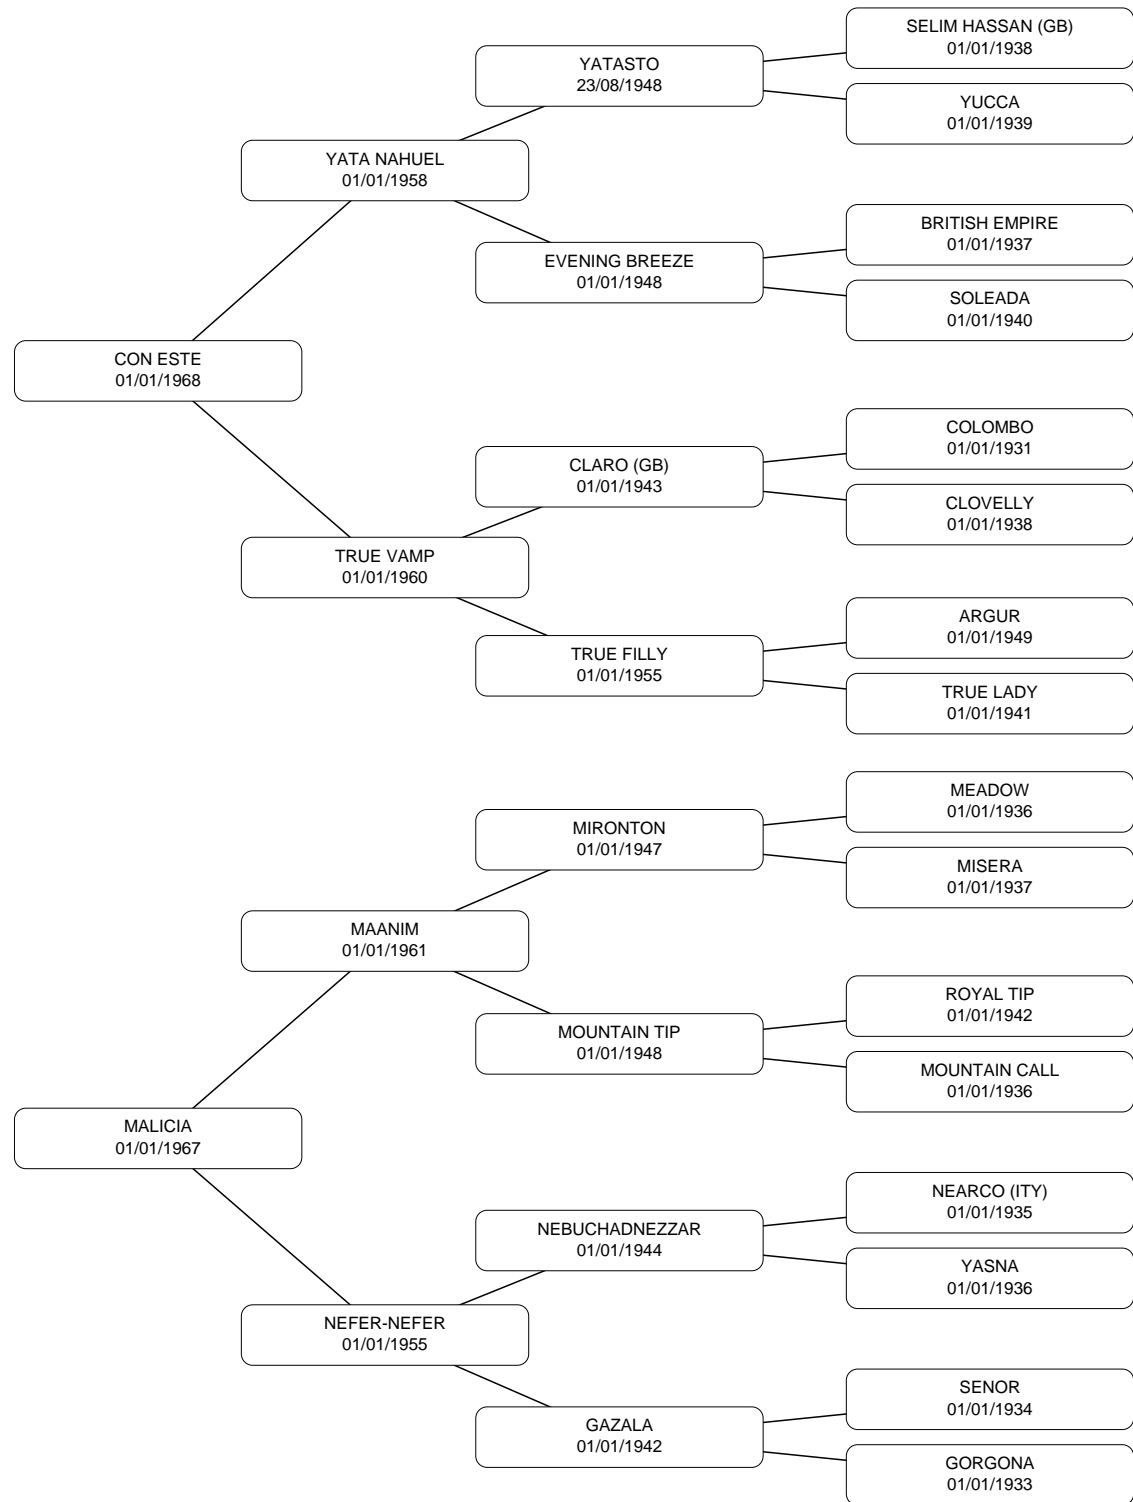 SELIM HASSAN (GB)
01/01/1938
YATASTO
23/08/1948
YUCCA
01/01/1939
YATA NAHUEL
01/01/1958
BRITISH EMPIRE
01/01/1937
EVENING BREEZE
01/01/1948
SOLEADA
01/01/1940
CON ESTE
01/01/1968
COLOMBO
01/01/1931
CLARO (GB)
01/01/1943
CLOVELLY
01/01/1938
TRUE VAMP
01/01/1960
ARGUR
01/01/1949
TRUE FILLY
01/01/1955
TRUE LADY
01/01/1941
MEADOW
01/01/1936
MIRONTON
01/01/1947
MISERA
01/01/1937
MAANIM
01/01/1961
ROYAL TIP
01/01/1942
MOUNTAIN TIP
01/01/1948
MOUNTAIN CALL
01/01/1936
MALICIA
01/01/1967
NEARCO (ITY)
01/01/1935
NEBUCHADNEZZAR
01/01/1944
YASNA
01/01/1936
NEFER-NEFER
01/01/1955
SENOR
01/01/1934
GAZALA
01/01/1942
GORGONA
01/01/1933